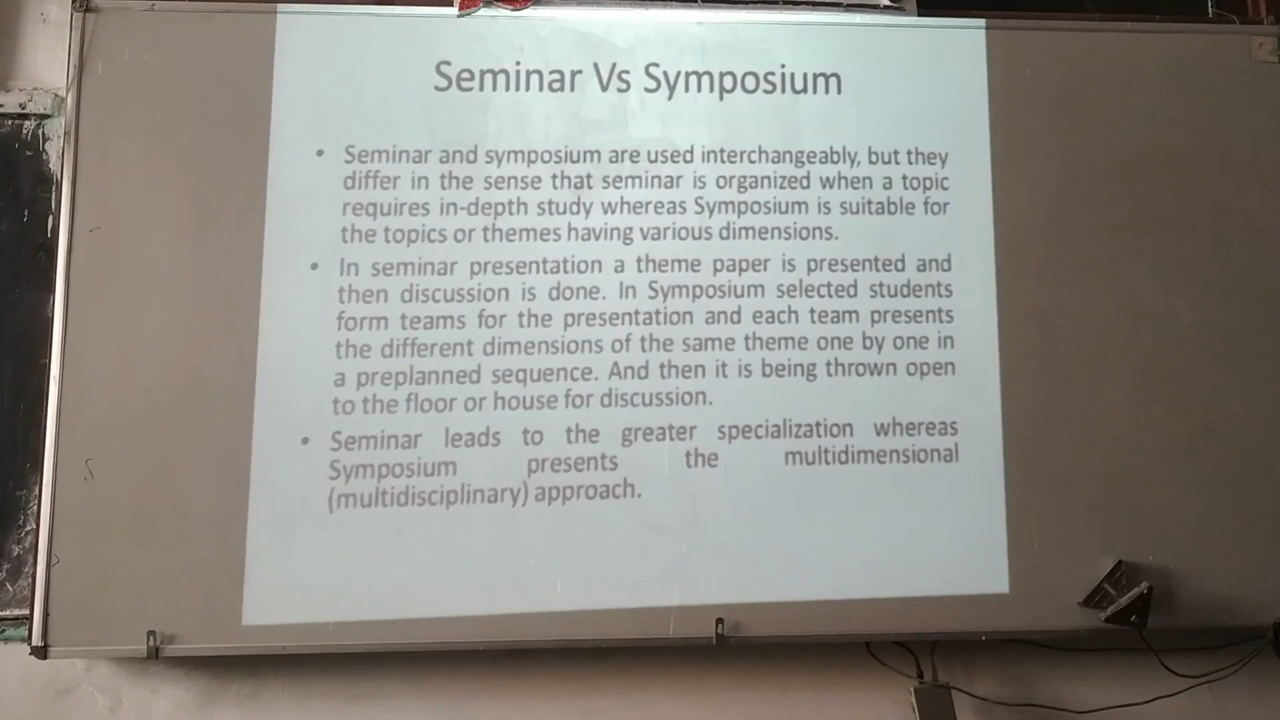 Seminar Vs Symposium
• Seminar and symposium are used interchangeably, but they
differ in the sense that seminar is organized when a topic
requires in-depth study whereas Symposium is suitable for
the topics or themes having various dimensions.
• In seminar presentation a theme paper is presented and
then discussion is done. In Symposium selected students
form teams for the presentation and each team presents
the different dimensions of the same theme one by one in
a preplanned sequence. And then it is being thrown open
to the floor or house for discussion.
• Seminar leads to the greater specialization whereas
Symposium presents the multidimensional
(multidisciplinary) approach.